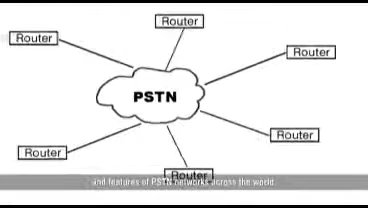 Router
Router
Router
PSTN
Router
Router
Router
and features of PSTN networks across the world